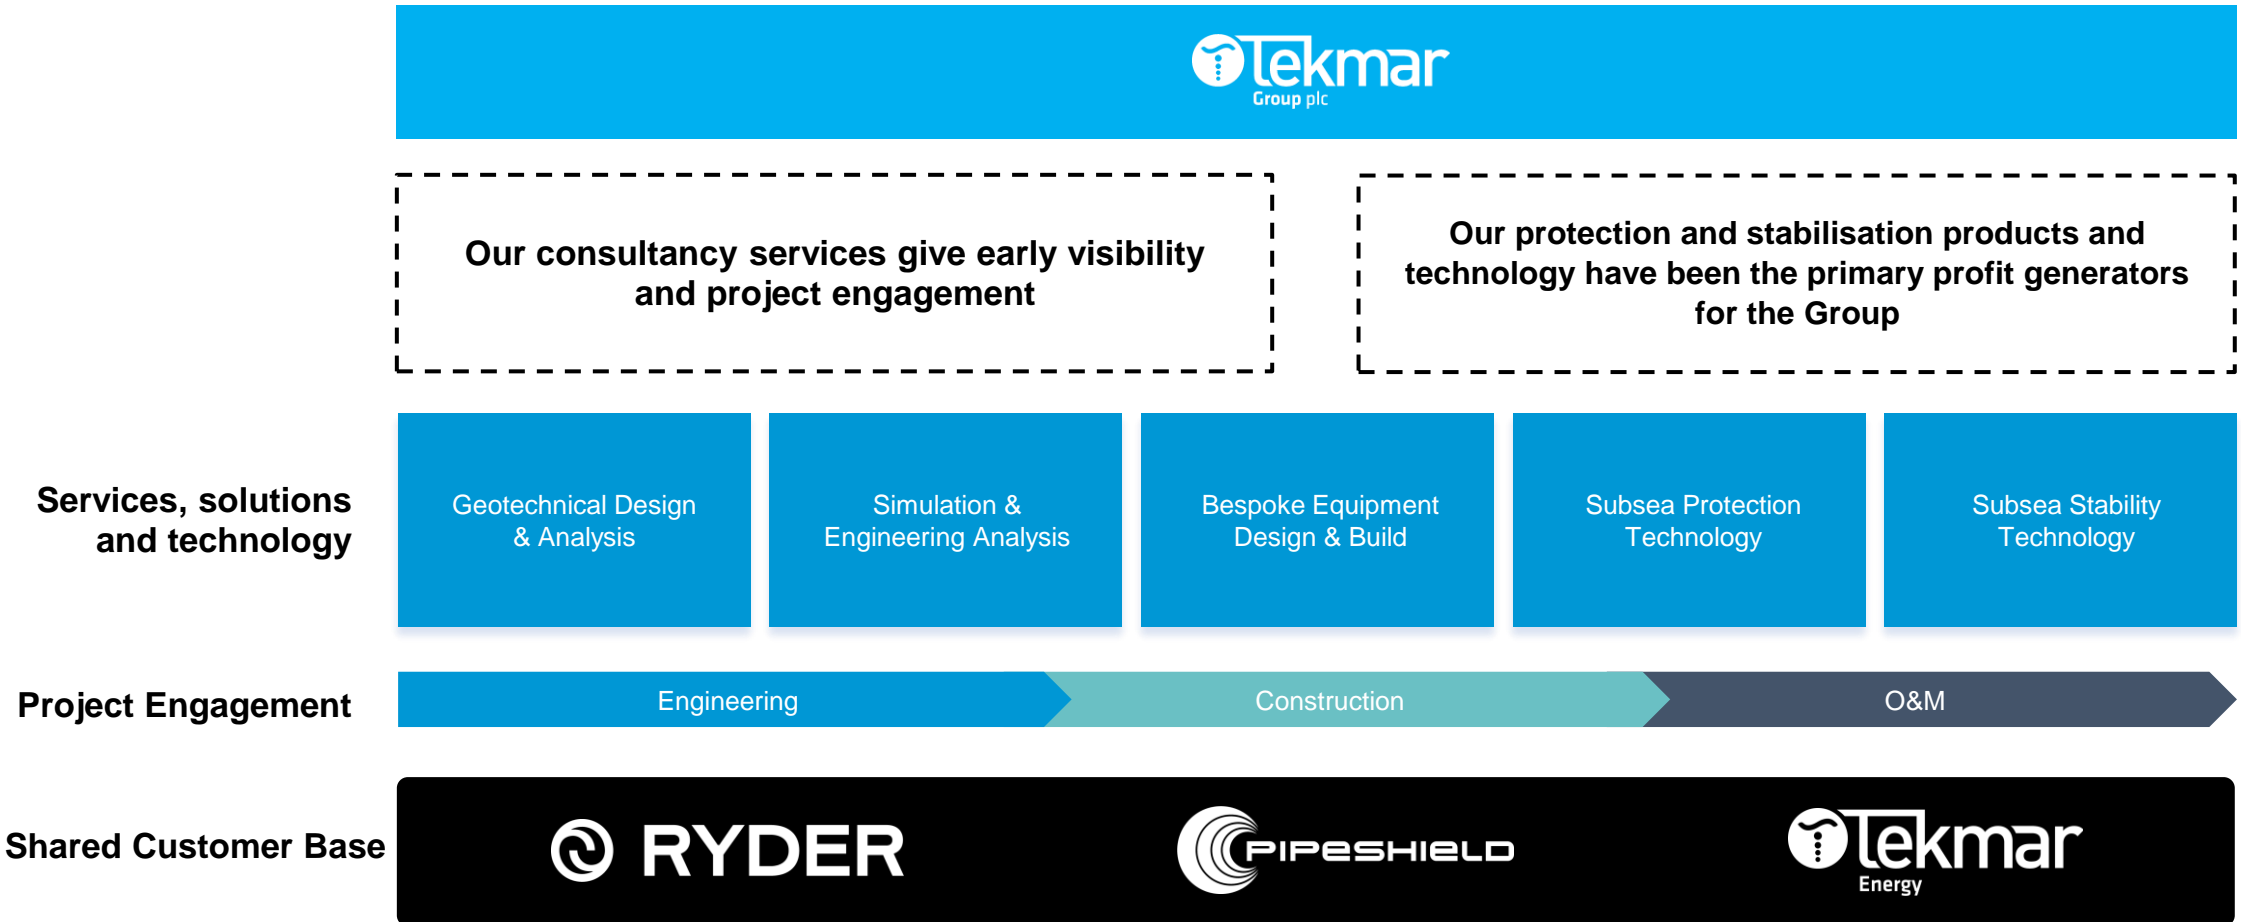 Tekmar
Group plc
Our consultancy services give early visibility
and project engagement
Our protection and stabilisation products and
technology have been the primary profit generators
for the Group
Services, solutions
and technology
Geotechnical Design
& Analysis
Simulation &
Engineering Analysis
Bespoke Equipment
Design & Build
Subsea Protection
Technology
Subsea Stability
Technology
Project Engagement
Engineering
Construction
O&M
Shared Customer Base
RYDER
PIPESHIELD
Tekmar
Energy